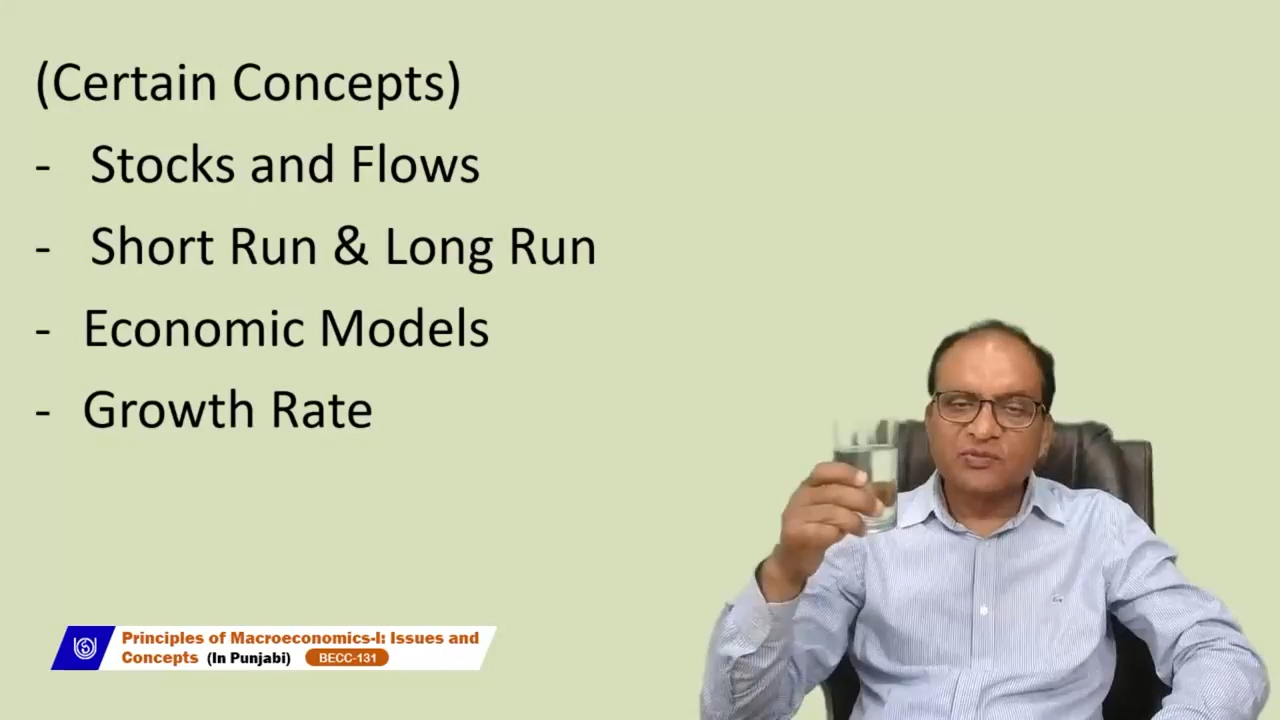 (Certain Concepts)
- Stocks and Flows
- Short Run & Long Run
- Economic Models
- Growth Rate
Principles of Macroeconomics-I: Issues and
Concepts (In Punjabi) BECC-131